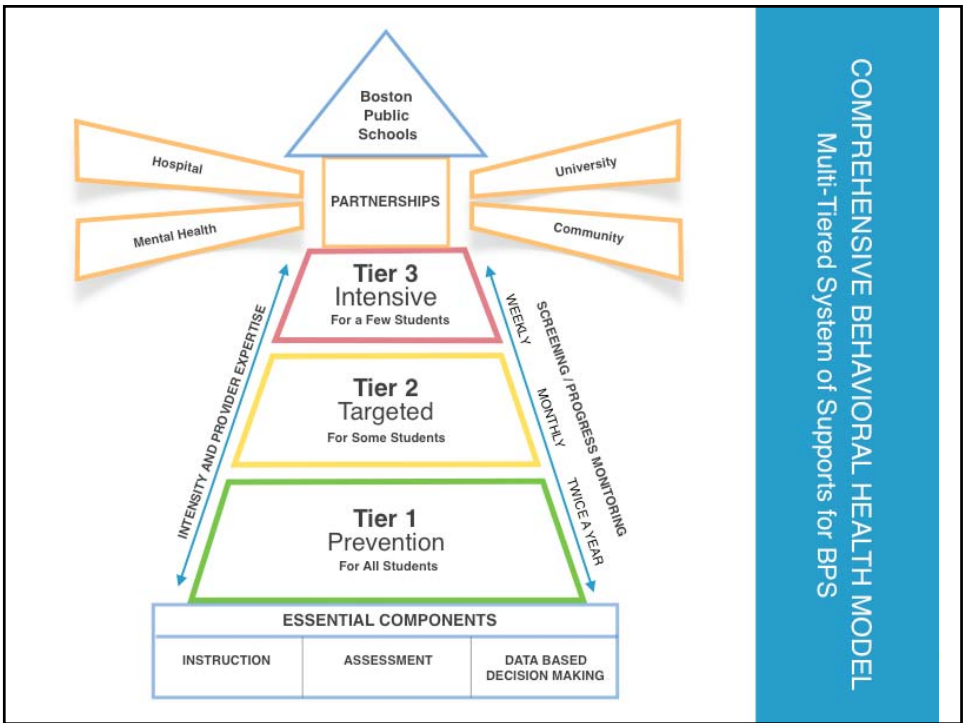 Boston
Public
Schools
Hospital
University
PARTNERSHIPS
Mental Health
Community
Tier 3
Intensive
For a Few Students
Tier 2
Targeted
For Some Students
Tier 1
Prevention
For All Students
INTENSITY AND PROVIDER EXPERTISE
WEEKLY
MONTHLY
TWICE A YEAR
SCREENING / PROGRESS MONITORING
ESSENTIAL COMPONENTS
INSTRUCTION
ASSESSMENT
DATA BASED
DECISION MAKING
COMPREHENSIVE BEHAVIORAL HEALTH MODEL
Multi-Tiered System of Supports for BPS